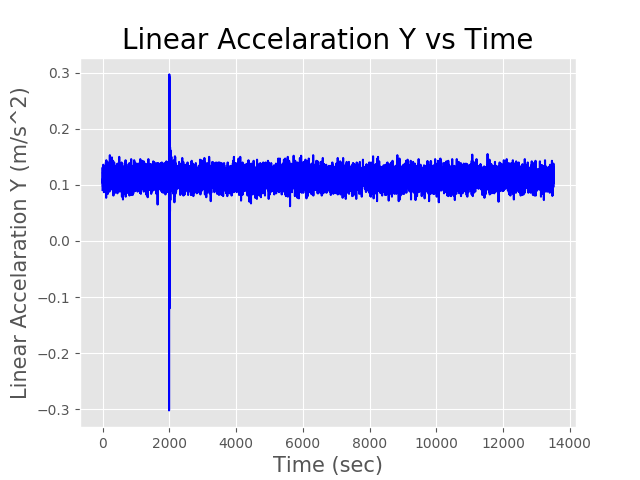 Linear Accelaration Y vs Time
Linear Accelaration Y (m/s^2)
0.3
0.2
0.1
0.0
−0.1
−0.2
−0.3
0 2000 4000 6000 8000 10000 12000 14000
Time (sec)